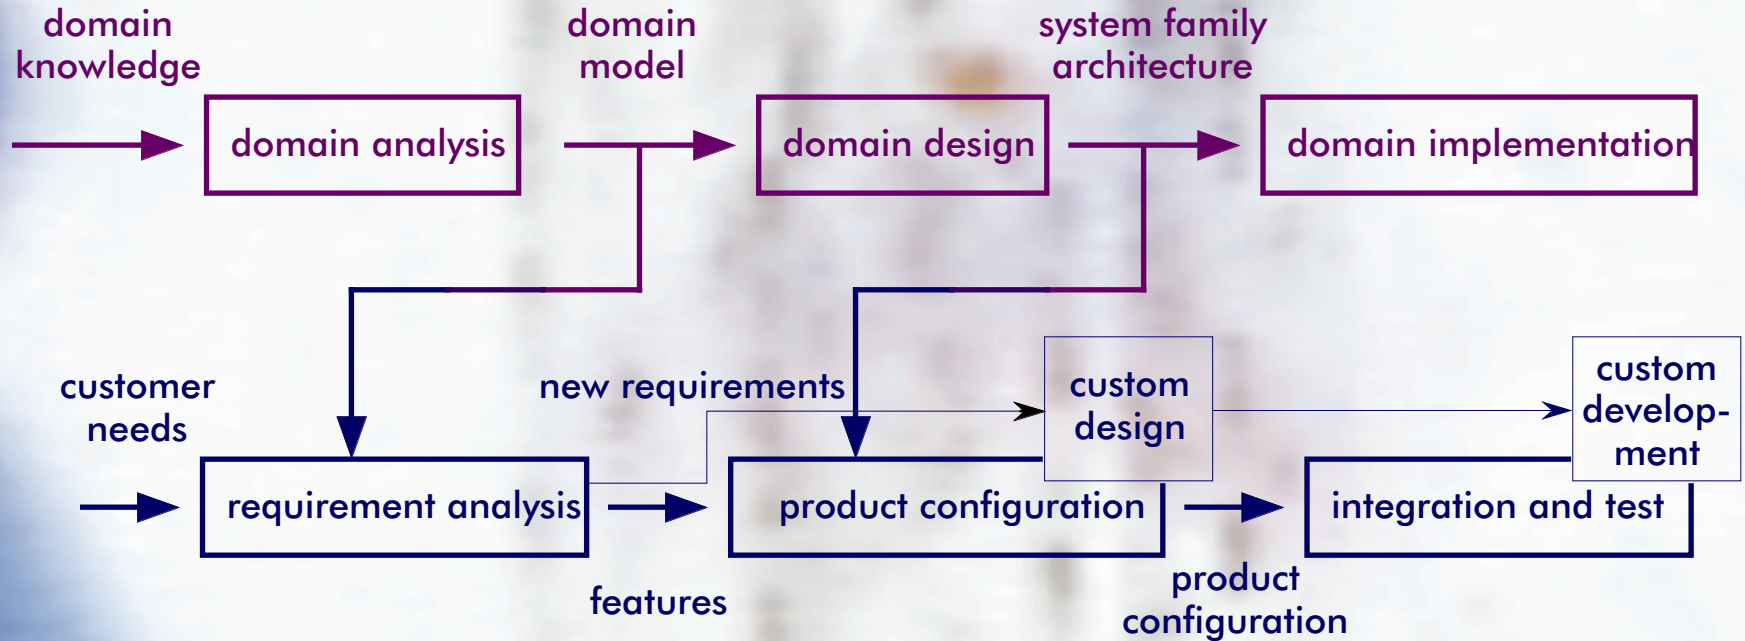 domain
knowledge
domain
model
system family
architecture
domain analysis
domain design
domain implementation
customer
needs
new requirements
custom
design
custom
develop-
ment
requirement analysis
product configuration
integration and test
features
product
configuration